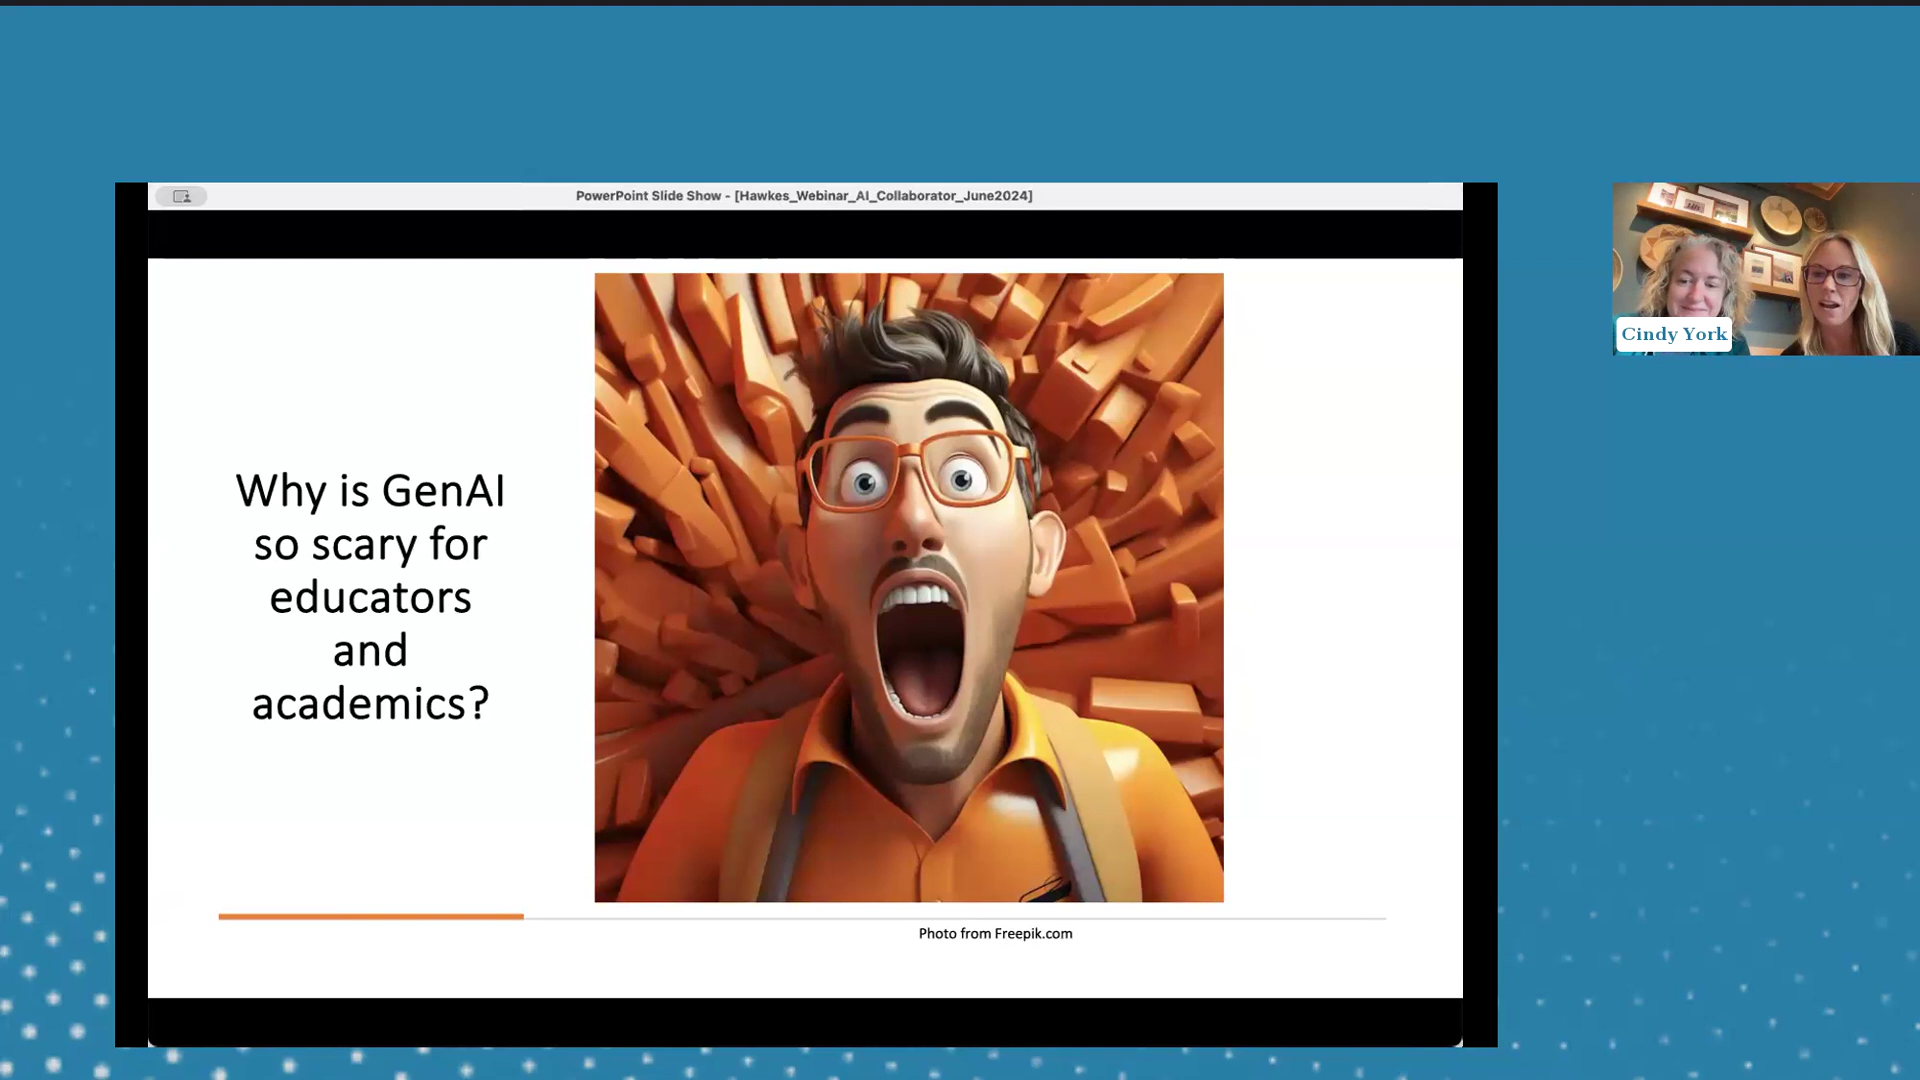 PowerPoint Slide Show - [Hawkes_Webinar_AI_Collaborator_June2024]
Why is GenAI
so scary for
educators
and
academics?
Photo from Freepik.com
Cindy York